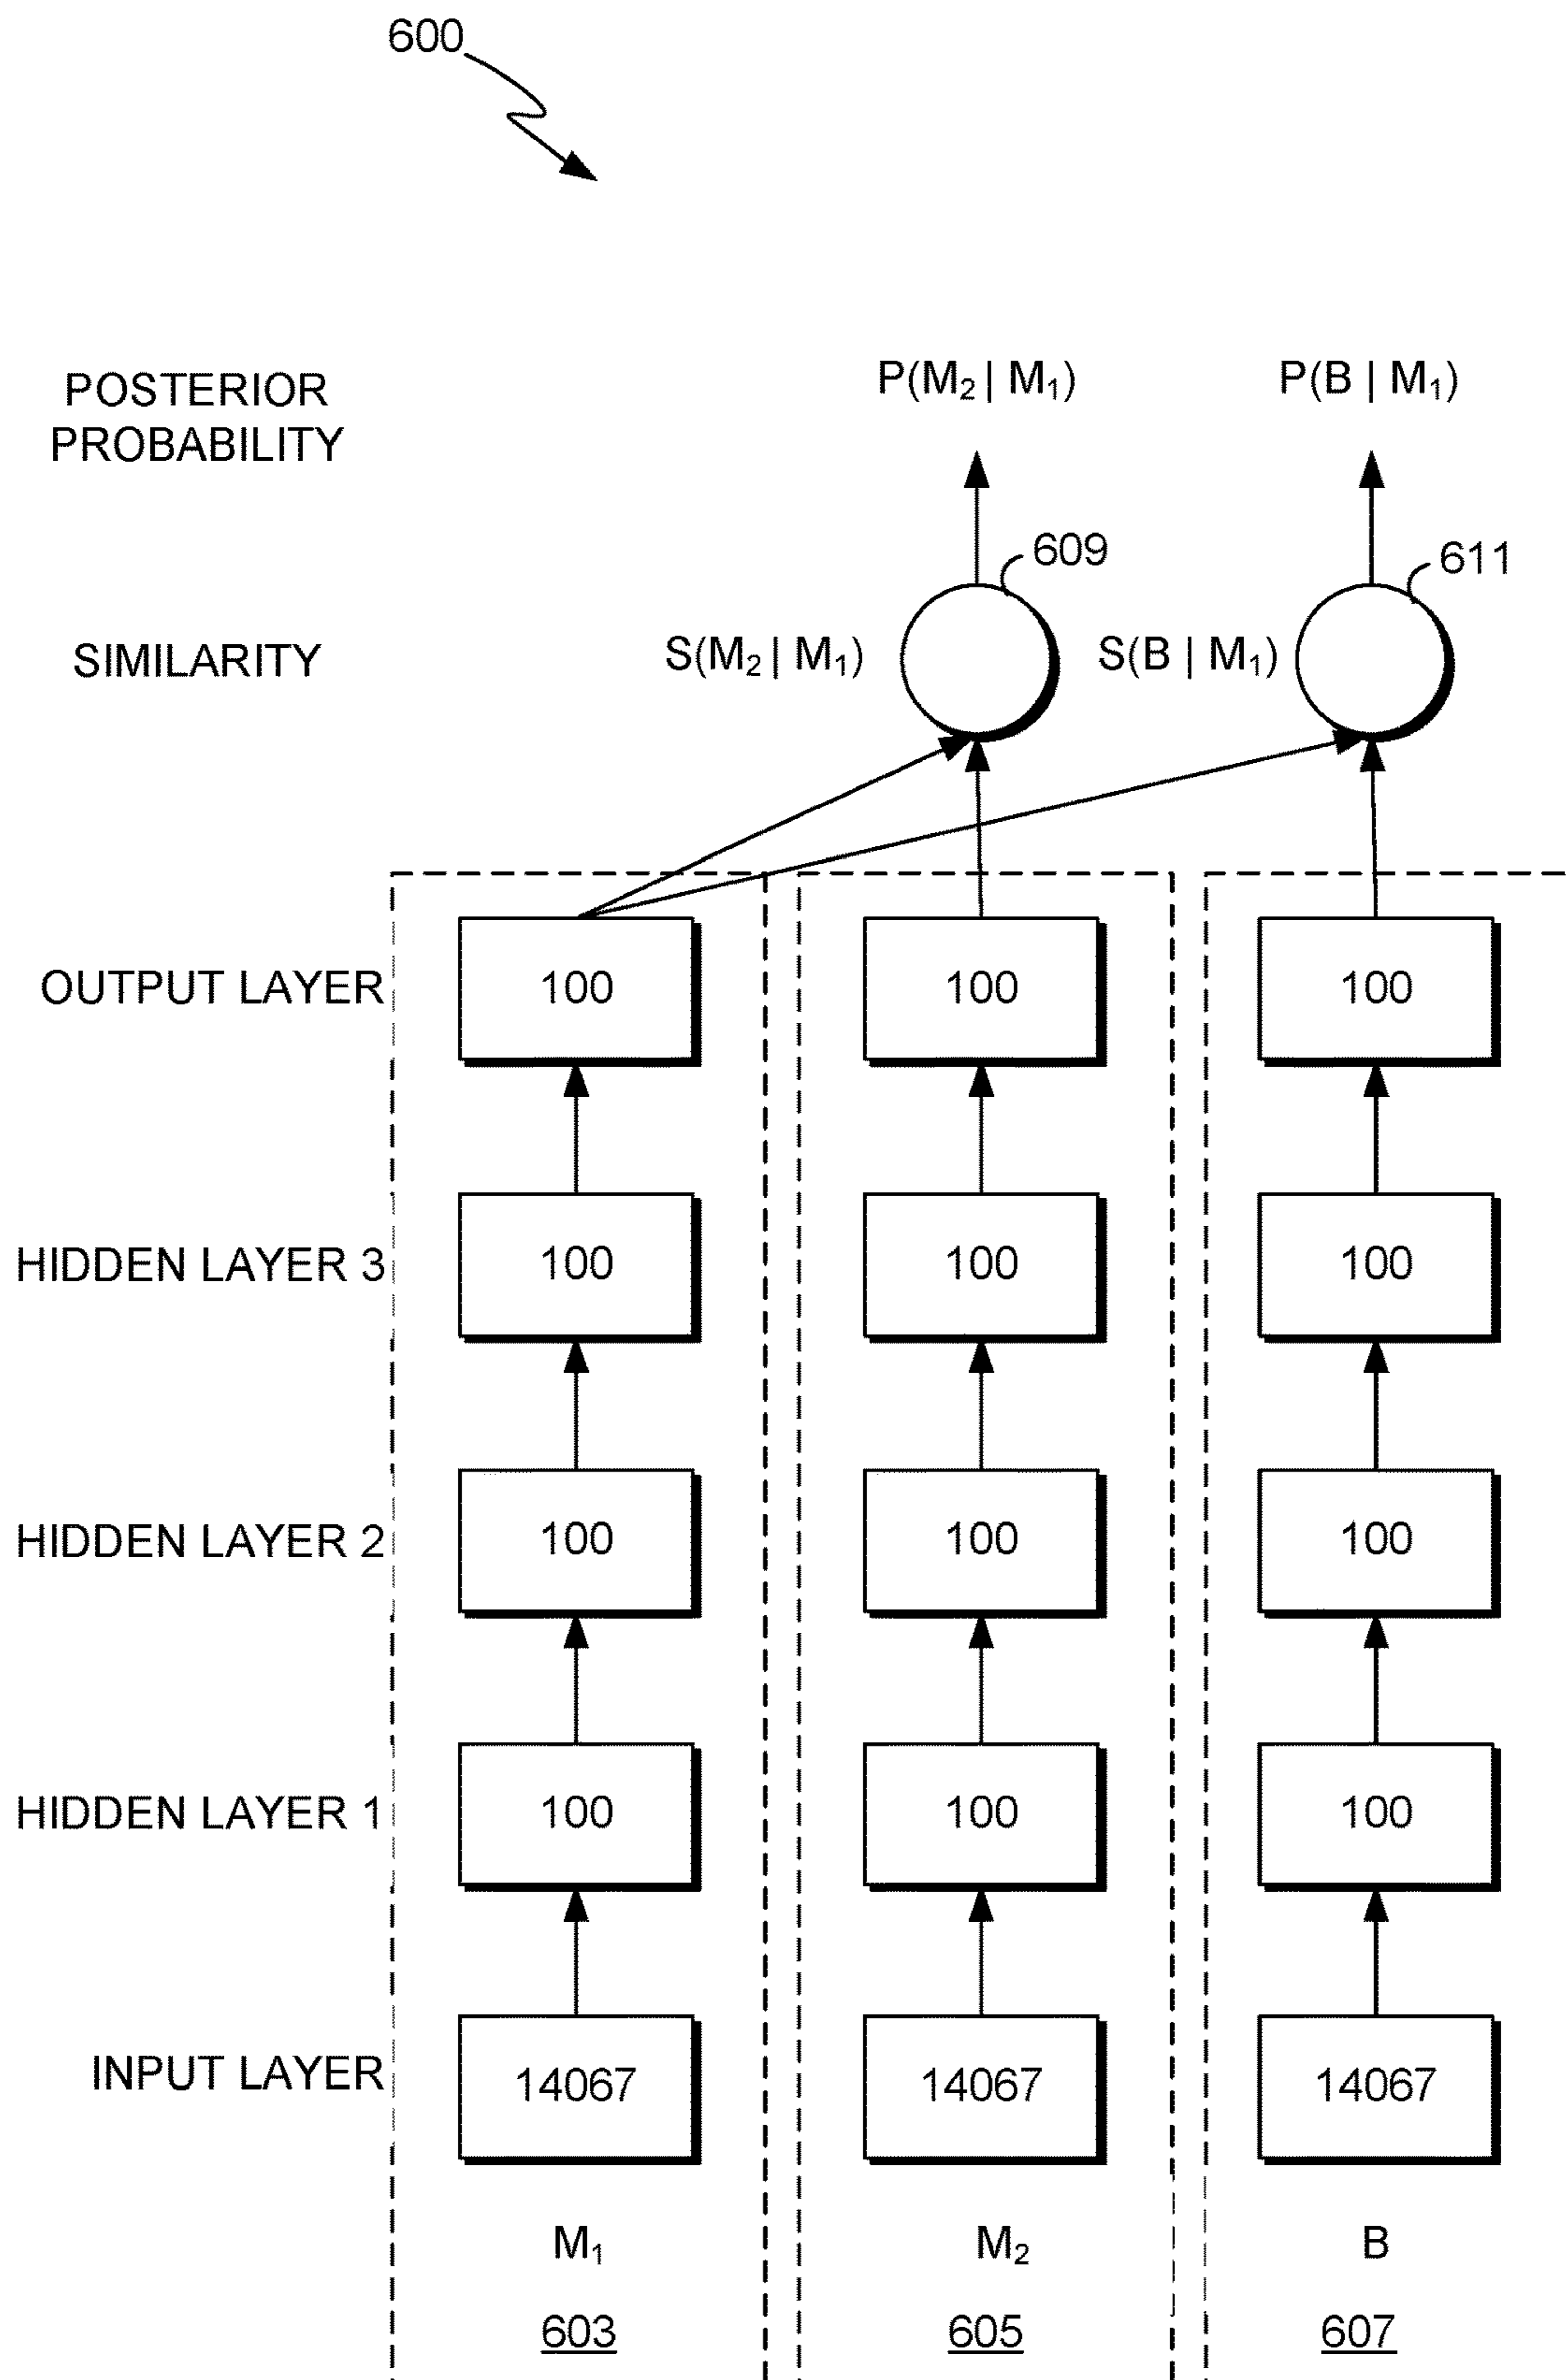 600
POSTERIOR
PROBABILITY
P(M₂ | M₁)
P(B | M₁)
609
611
SIMILARITY
S(M₂ | M₁)
S(B | M₁)
OUTPUT LAYER
100
100
100
HIDDEN LAYER 3
100
100
100
HIDDEN LAYER 2
100
100
100
HIDDEN LAYER 1
100
100
100
INPUT LAYER
14067
14067
14067
M₁
M₂
B
603
605
607